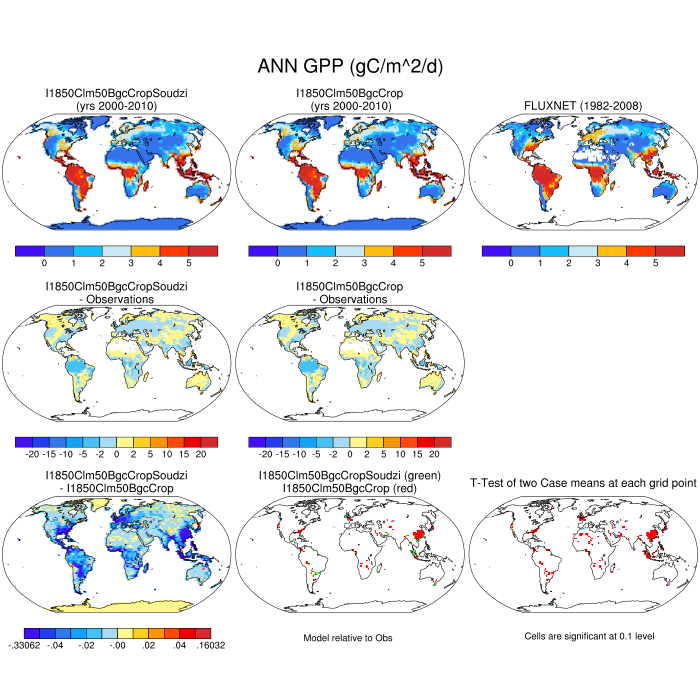 ANN GPP (gC/m^2/d)
I1850Clm50BgcCropSoudzi
(yrs 2000-2010)
I1850Clm50BgcCrop
(yrs 2000-2010)
FLUXNET (1982-2008)
0 1 2 3 4 5
0 1 2 3 4 5
0 1 2 3 4 5
I1850Clm50BgcCropSoudzi
- Observations
I1850Clm50BgcCrop
- Observations
-20 -15 -10 -5 -2 0 2 5 10 15 20
-20 -15 -10 -5 -2 0 2 5 10 15 20
I1850Clm50BgcCropSoudzi
- I1850Clm50BgcCrop
I1850Clm50BgcCropSoudzi (green)
I1850Clm50BgcCrop (red)
T-Test of two Case means at each grid point
-.33062 -.04 -.02 -.00 .02 .04 .16032
Model relative to Obs
Cells are significant at 0.1 level